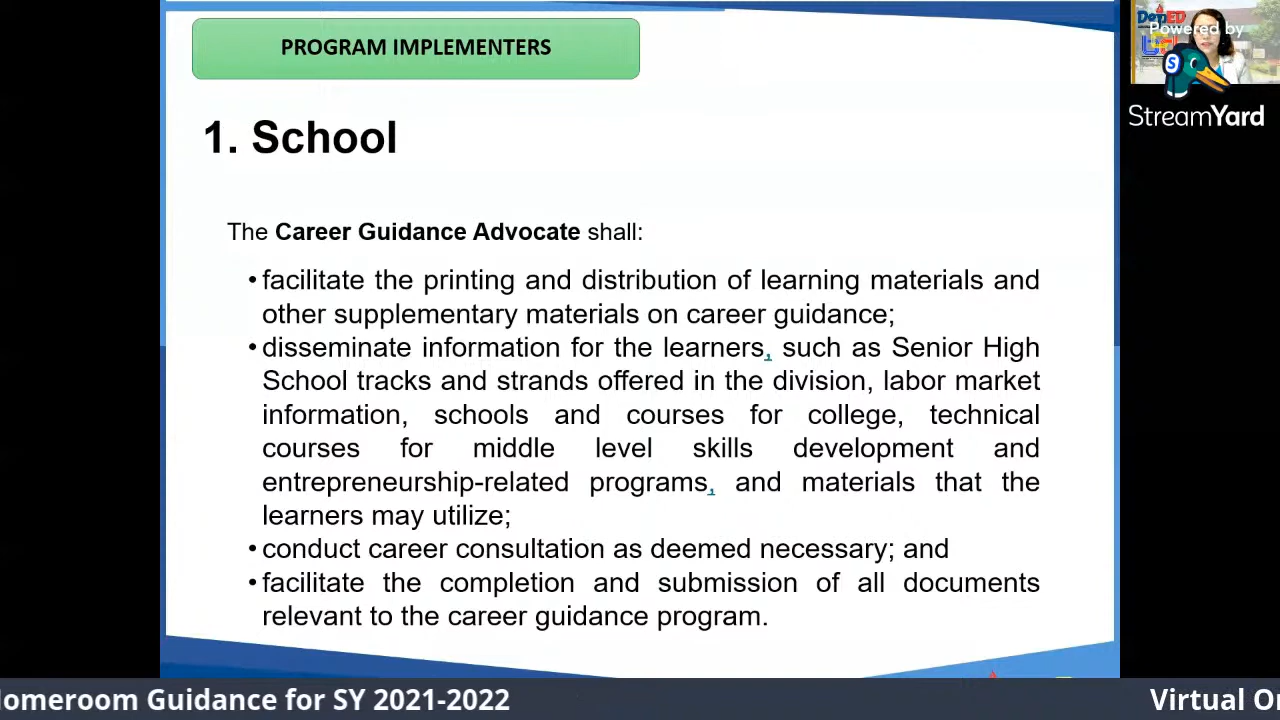 PROGRAM IMPLEMENTERS
DepED
Powered by
S
StreamYard
1. School
The Career Guidance Advocate shall:
•facilitate the printing and distribution of learning materials and
other supplementary materials on career guidance;
•disseminate information for the learners, such as Senior High
School tracks and strands offered in the division, labor market
information, schools and courses for college, technical
courses for middle level skills development and
entrepreneurship-related programs, and materials that the
learners may utilize;
•conduct career consultation as deemed necessary; and
•facilitate the completion and submission of all documents
relevant to the career guidance program.
Homeroom Guidance for SY 2021-2022
Virtual Or